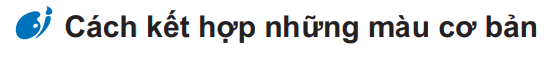 Cách kết hợp những màu cơ bản